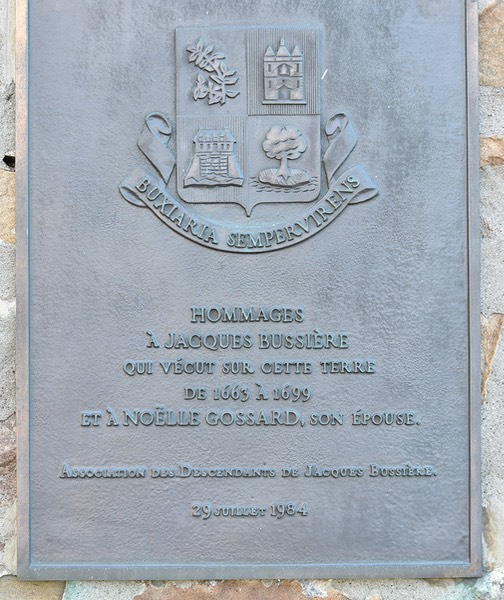 BUXIARIA SEMPERVIRENS
HOMMAGES
À JACQUES BUSSIÈRE
QUI VÉCUT SUR CETTE TERRE
DE 1663 À 1699
ET À NOËLLE GOSSARD, SON ÉPOUSE.
ASSOCIATION DES DESCENDANTS DE JACQUES BUSSIÈRE.
29 JUILLET 1984